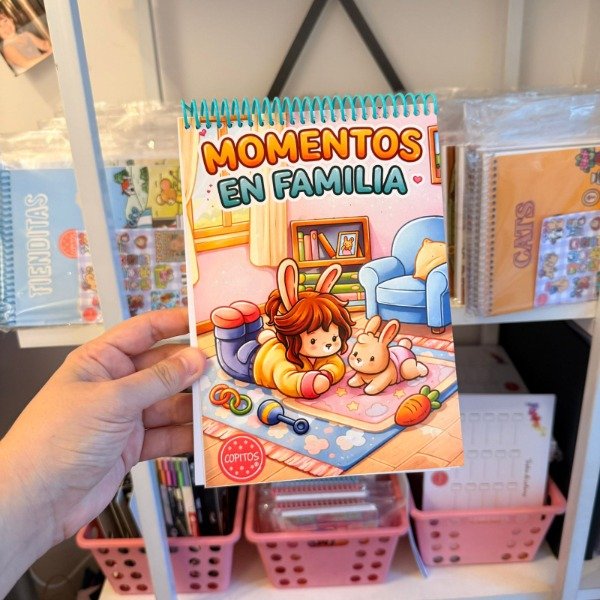 MOMENTOS
EN FAMILIA
COPITOS
TIENDITAS
CATS